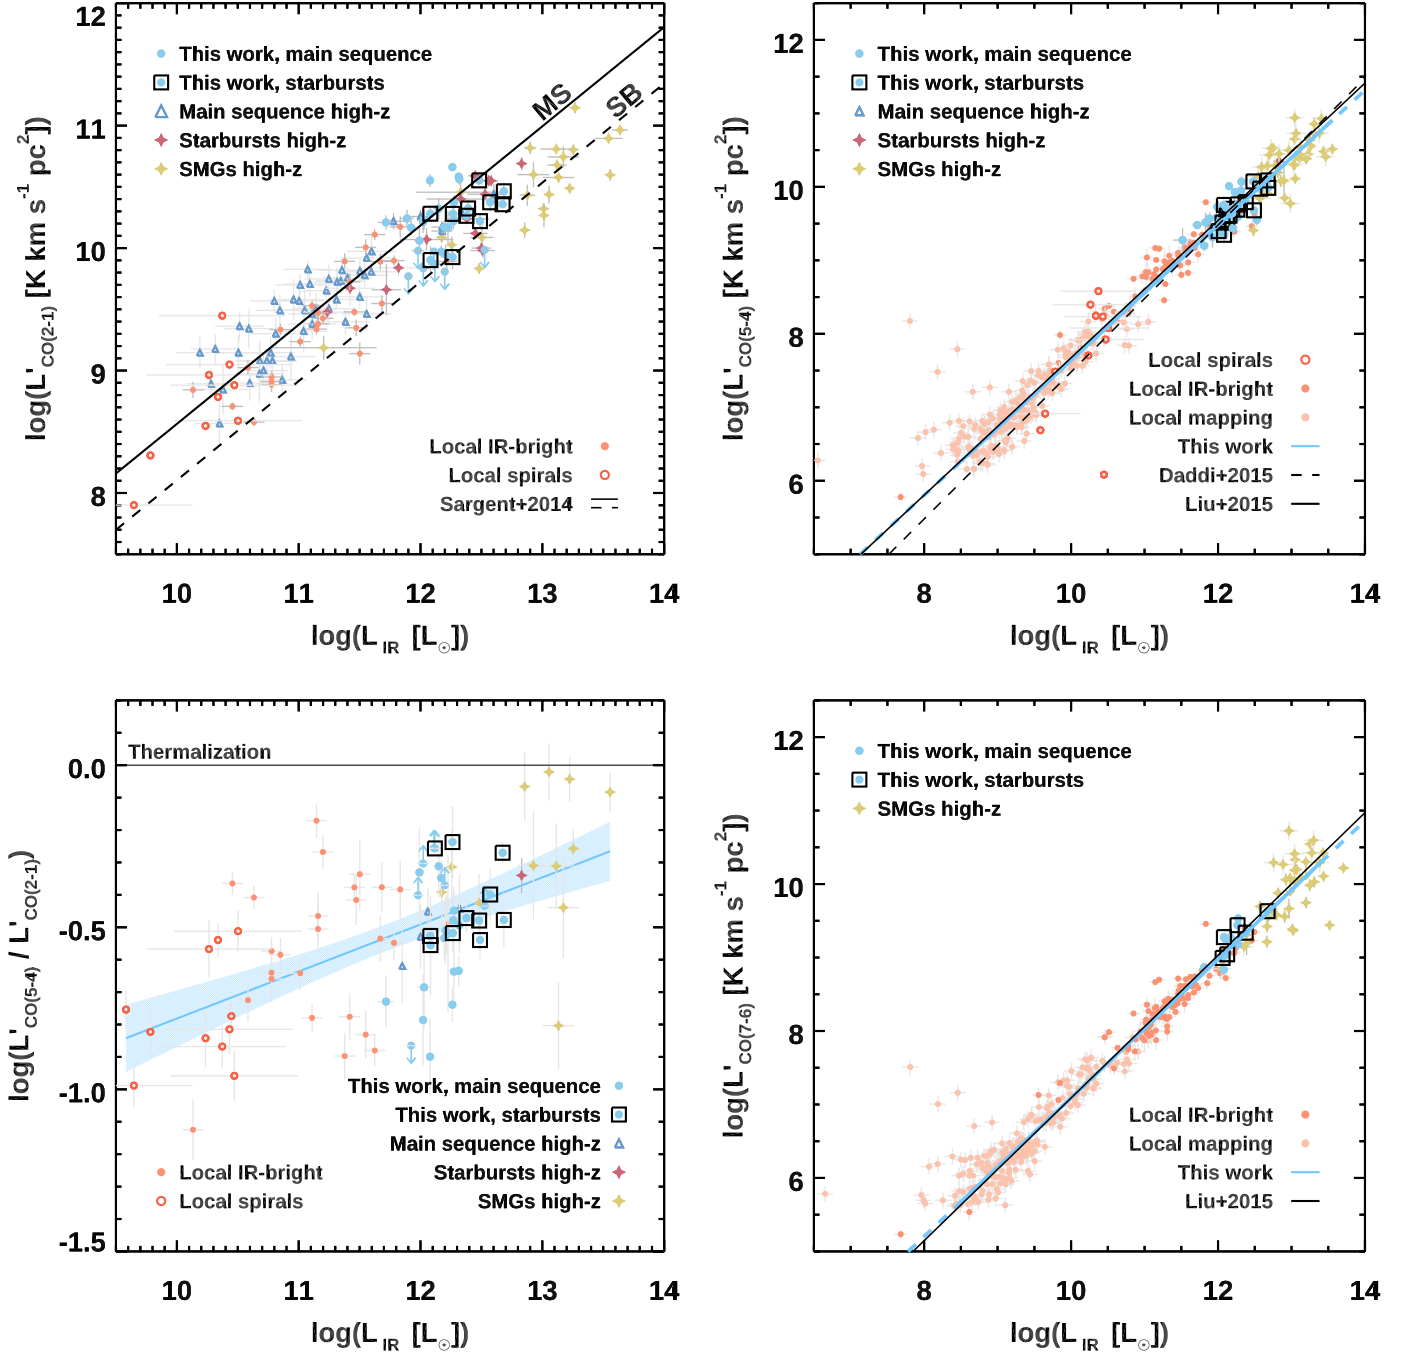 12
11
10
9
8
10
11
12
13
14
log(L'CO(2-1) [K km s-1 pc2])
log(L IR [L☉])
This work, main sequence
This work, starbursts
Main sequence high-z
Starbursts high-z
SMGs high-z
MS
SB
Local IR-bright
Local spirals
Sargent+2014
12
10
8
6
8
10
12
14
log(L'CO(5-4) [K km s-1 pc2])
log(L IR [L☉])
This work, main sequence
This work, starbursts
Main sequence high-z
Starbursts high-z
SMGs high-z
Local spirals
Local IR-bright
Local mapping
This work
Daddi+2015
Liu+2015
Thermalization
0.0
-0.5
-1.0
-1.5
10
11
12
13
14
log(L'CO(5-4) / L'CO(2-1))
log(L IR [L☉])
This work, main sequence
This work, starbursts
Main sequence high-z
Starbursts high-z
SMGs high-z
Local IR-bright
Local spirals
12
10
8
6
8
10
12
14
log(L'CO(7-6) [K km s-1 pc2])
log(L IR [L☉])
This work, main sequence
This work, starbursts
SMGs high-z
Local IR-bright
Local mapping
This work
Liu+2015